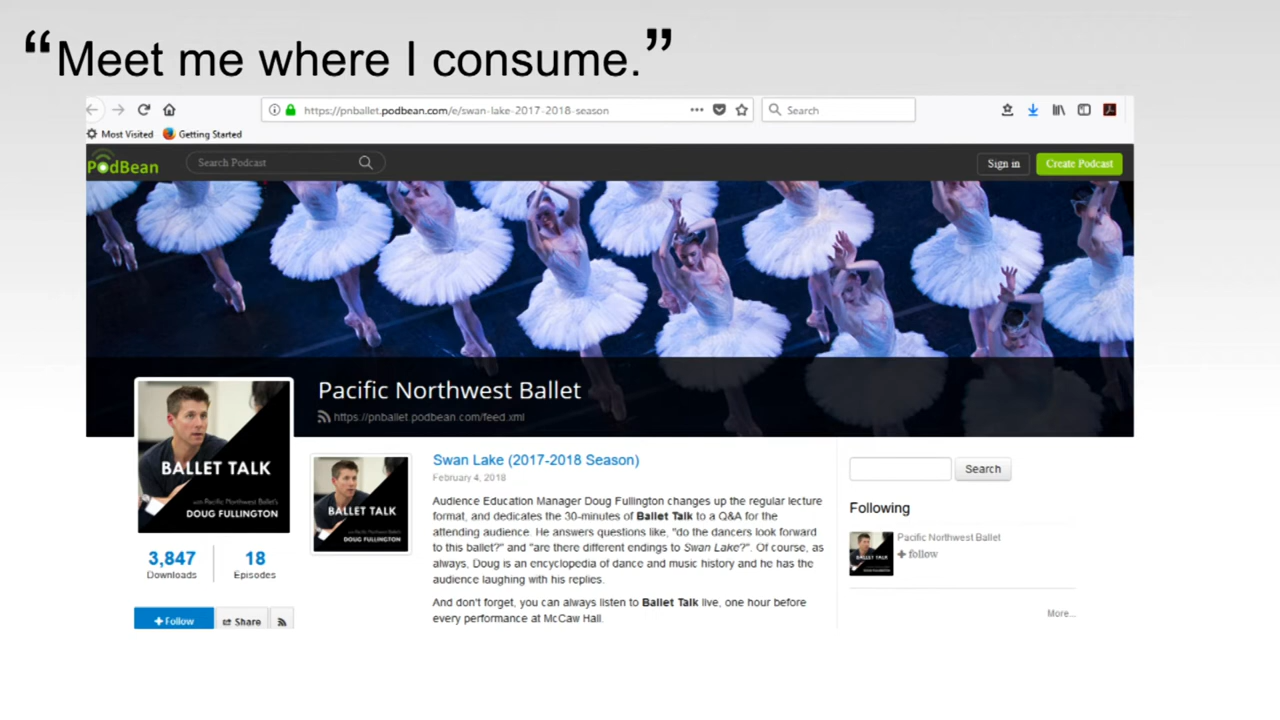 “Meet me where I consume.”
https://pnballet.podbean.com/e/swan-lake-2017-2018-season
Search
Most Visited
Getting Started
PodBean
Search Podcast
Sign in
Create Podcast
Pacific Northwest Ballet
https://pnballet.podbean.com/feed.xml
BALLET TALK
with Pacific Northwest Ballet's
DOUG FULLINGTON
3,847
Downloads
18
Episodes
+Follow
Share
BALLET TALK
DOUG FULLINGTON
Swan Lake (2017-2018 Season)
February 4, 2018
Audience Education Manager Doug Fullington changes up the regular lecture
format, and dedicates the 30-minutes of Ballet Talk to a Q&A for the
attending audience. He answers questions like, "do the dancers look forward
to this ballet?" and "are there different endings to Swan Lake?". Of course, as
always, Doug is an encyclopedia of dance and music history and he has the
audience laughing with his replies.
And don't forget, you can always listen to Ballet Talk live, one hour before
every performance at McCaw Hall.
Search
Following
BALLET TALK
Pacific Northwest Ballet
+ follow
More...